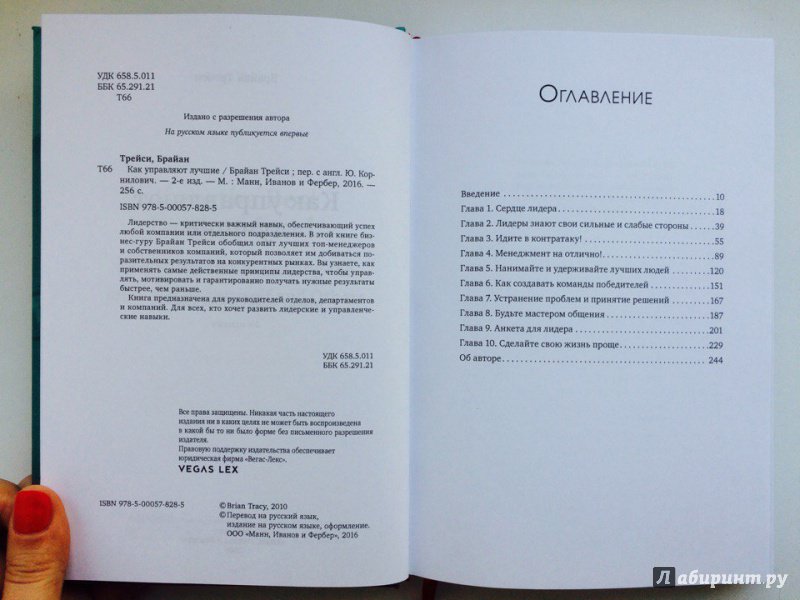 УДК 658.5.011
ББК 65.291.21
Т66
Издано с разрешения автора
На русском языке публикуется впервые
Трейси, Брайан
Т66 Как управляют лучшие / Брайан Трейси ; пер. с англ. Ю. Кор-
нилович. — 2-е изд. — М. : Манн, Иванов и Фербер, 2016. —
256 с.
ISBN 978-5-00057-828-5
Лидерство — критически важный навык, обеспечивающий успех
любой компании или отдельного подразделения. В этой книге биз-
нес-гуру Брайан Трейси обобщил опыт лучших топ-менеджеров
и собственников компаний, который позволяет им добиваться по-
разительных результатов на конкурентных рынках. Вы узнаете, как
применять самые действенные принципы лидерства, чтобы управ-
лять, мотивировать и гарантированно получать нужные результаты
быстрее, чем раньше.
Книга предназначена для руководителей отделов, департаментов
и компаний. Для всех, кто хочет развить лидерские и управленче-
ские навыки.
УДК 658.5.011
ББК 65.291.21
Все права защищены. Никакая часть настоящего
издания ни в каких целях не может быть воспроизведена
в какой бы то ни было форме без письменного разрешения
издателя.
Правовую поддержку издательства обеспечивает
юридическая фирма «Вегас-Лекс».
VEGAS LEX
ISBN 978-5-00057-828-5
© Brian Tracy, 2010
© Перевод на русский язык,
издание на русском языке, оформление.
ООО «Манн, Иванов и Фербер», 2016
Оглавление
Введение 10
Глава 1. Сердце лидера 18
Глава 2. Лидеры знают свои сильные и слабые стороны 39
Глава 3. Идите в контратаку! 55
Глава 4. Менеджмент на отлично! 89
Глава 5. Нанимайте и удерживайте лучших людей 120
Глава 6. Как создавать команды победителей 151
Глава 7. Устранение проблем и принятие решений 167
Глава 8. Будьте мастером общения 187
Глава 9. Анкета для лидера 201
Глава 10. Сделайте свою жизнь проще 229
Об авторе 244
Лабиринт.ру